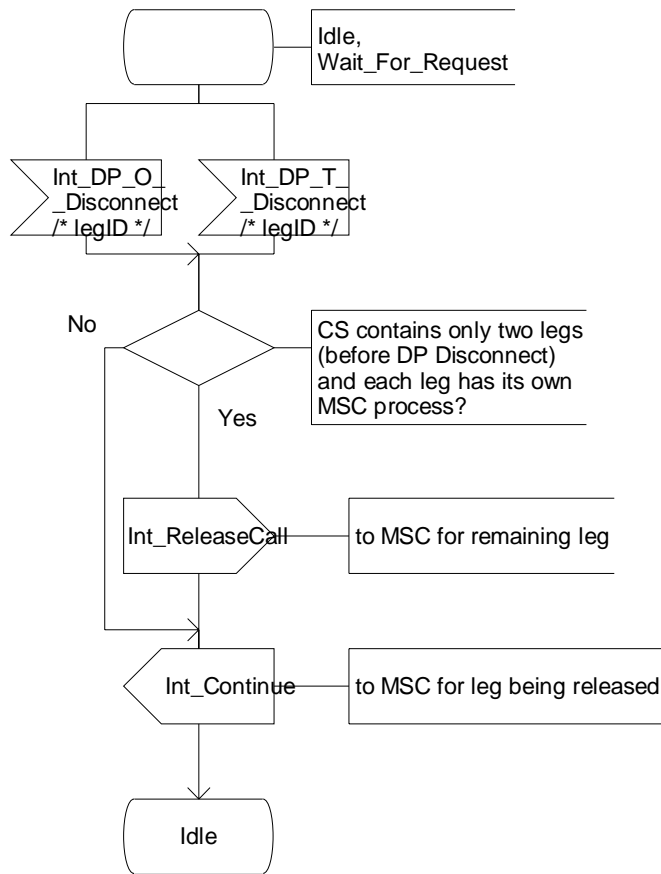 Idle,
Wait_For_Request
Int_DP_O_
_Disconnect
/* legID */
Int_DP_T_
_Disconnect
/* legID */
No
CS contains only two legs
(before DP Disconnect)
and each leg has its own
MSC process?
Yes
Int_ReleaseCall
to MSC for remaining leg
Int_Continue
to MSC for leg being released
Idle